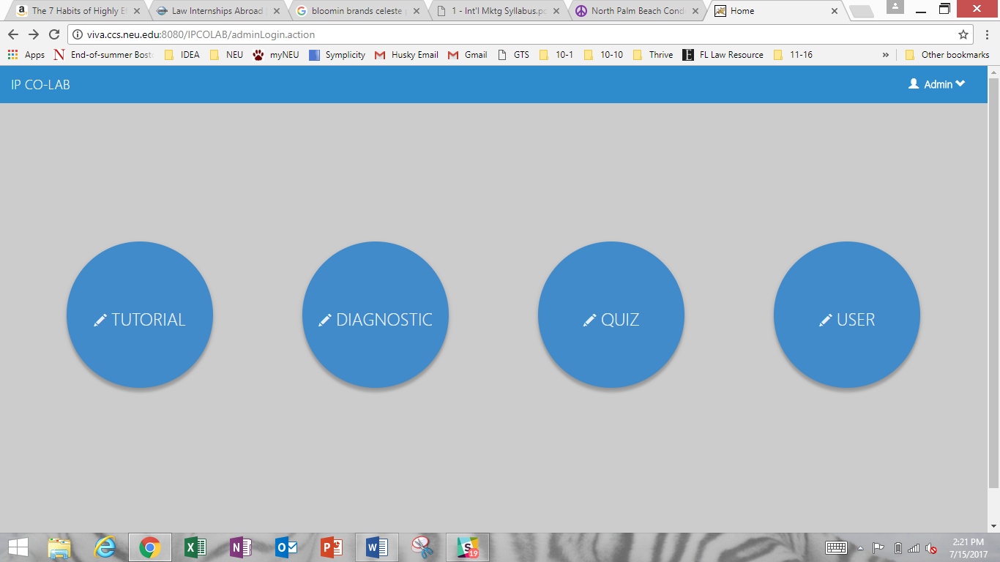 The 7 Habits of Highly Ef
Law Internships Abroad
bloomin brands celeste
1 - Int'l Mktg Syllabus.pd
North Palm Beach Cond
Home
viva.ccs.neu.edu:8080/IPCOLAB/adminLogin.action
Apps
End-of-summer Bost
IDEA
NEU
myNEU
Symplicity
Husky Email
Gmail
GTS
10-1
10-10
Thrive
FL Law Resource
11-16
»
Other bookmarks
IP CO-LAB
Admin
TUTORIAL
DIAGNOSTIC
QUIZ
USER
19
2:21 PM
7/15/2017